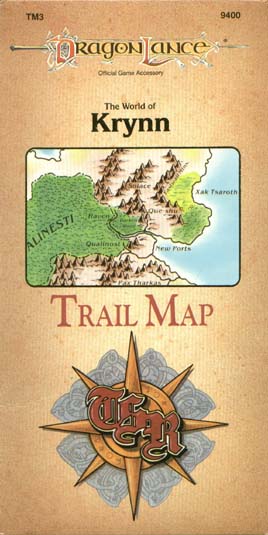 TM3
9400
DRAGONLANCE
Official Game Accessory
The World of
Krynn
Solace
Xak Tsaroth
Que-shu
Haven
QUALINESTI
Qualinost
New Ports
Pax Tharkas
TRAIL MAP
TSR